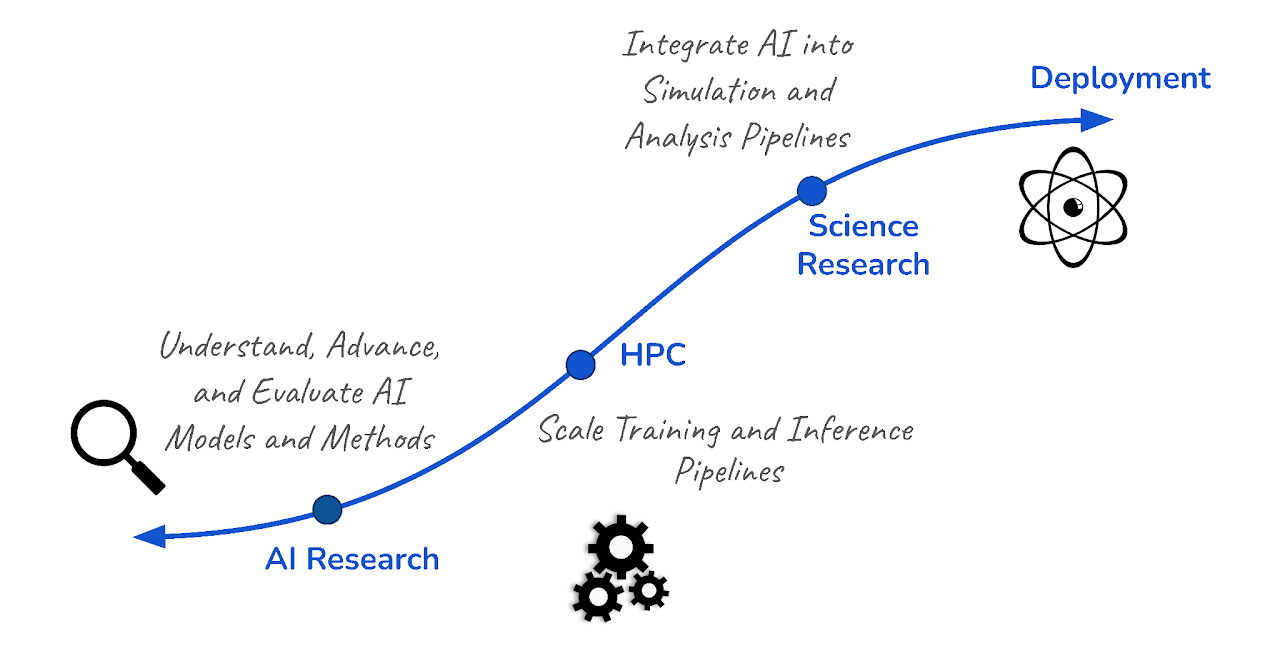 Integrate AI into
Simulation and
Analysis Pipelines
Deployment
Science
Research
HPC
Understand, Advance,
and Evaluate AI
Models and Methods
Scale Training and Inference
Pipelines
AI Research